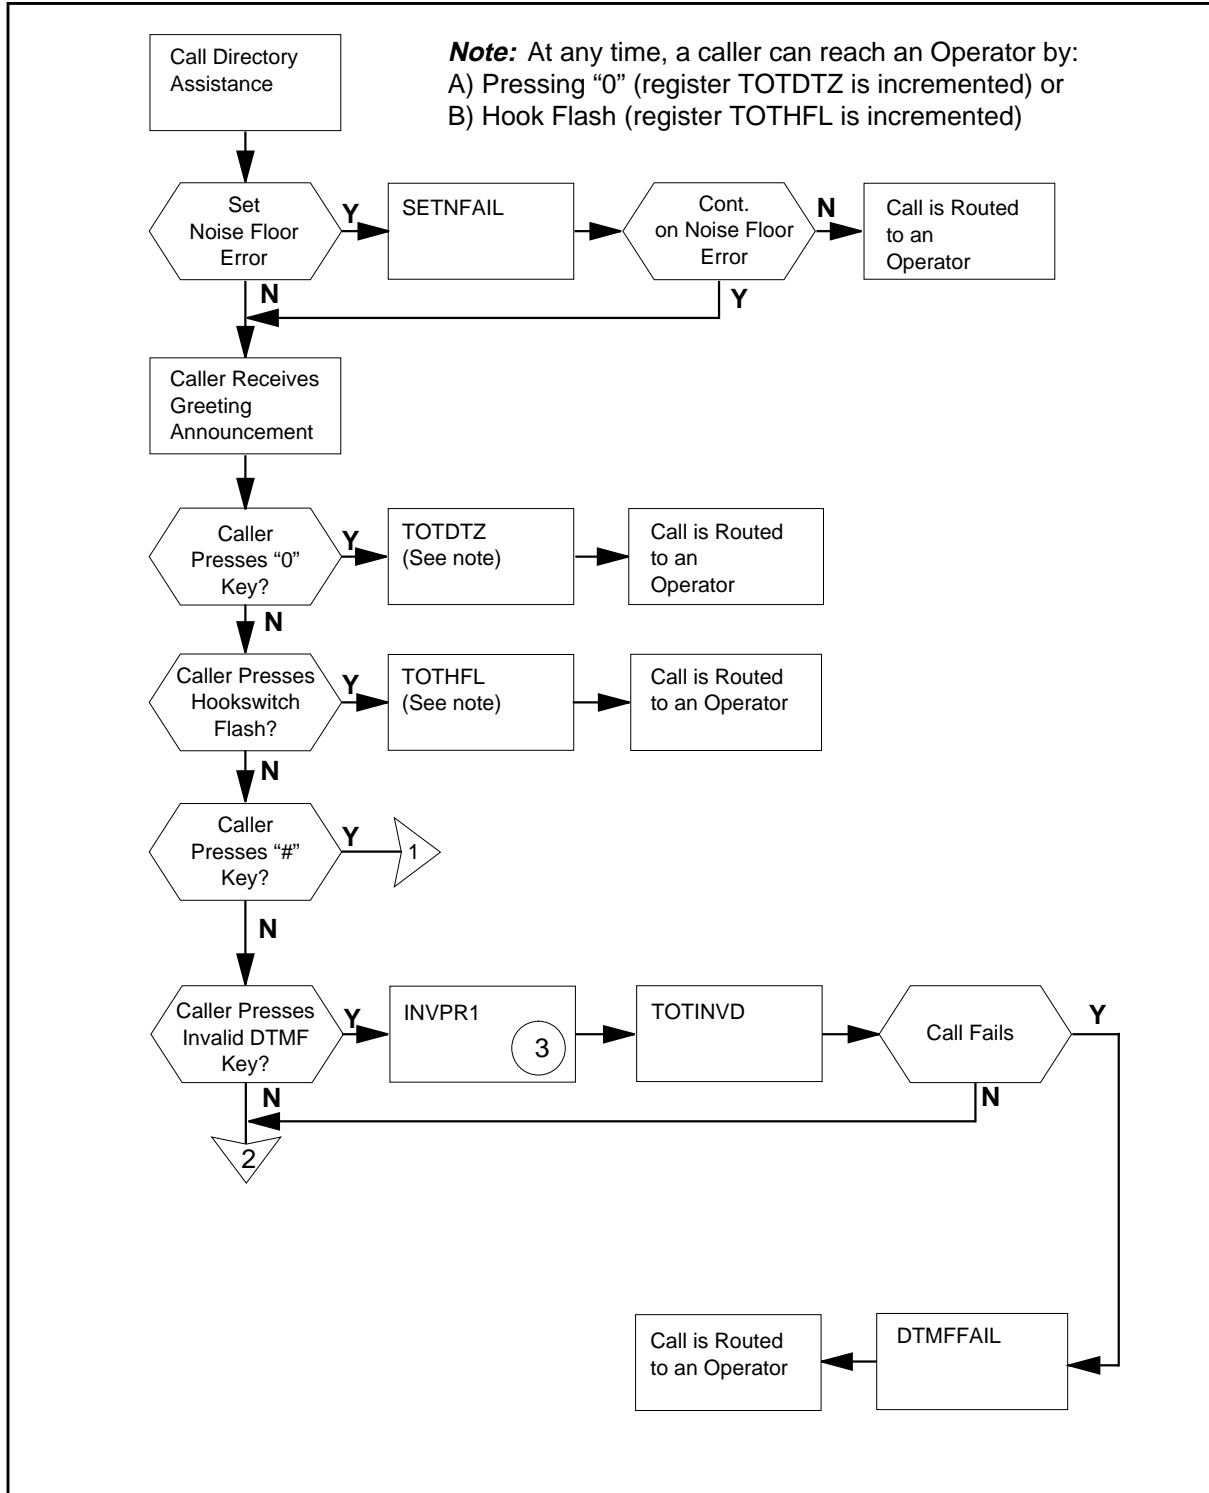 Call Directory
Assistance
Note: At any time, a caller can reach an Operator by:
A) Pressing “0” (register TOTDTZ is incremented) or
B) Hook Flash (register TOTHFL is incremented)
Set
Noise Floor
Error
Y
SETNFAIL
Cont.
on Noise Floor
Error
N
Call is Routed
to an
Operator
N
Y
Caller Receives
Greeting
Announcement
Caller
Presses “0”
Key?
Y
TOTDTZ
(See note)
Call is Routed
to an
Operator
N
Caller Presses
Hookswitch
Flash?
Y
TOTHFL
(See note)
Call is Routed
to an Operator
N
Caller
Presses “#”
Key?
Y
1
N
Caller Presses
Invalid DTMF
Key?
Y
INVPR1
3
TOTINVD
Call Fails
Y
N
N
2
Call is Routed
to an Operator
DTMFFAIL